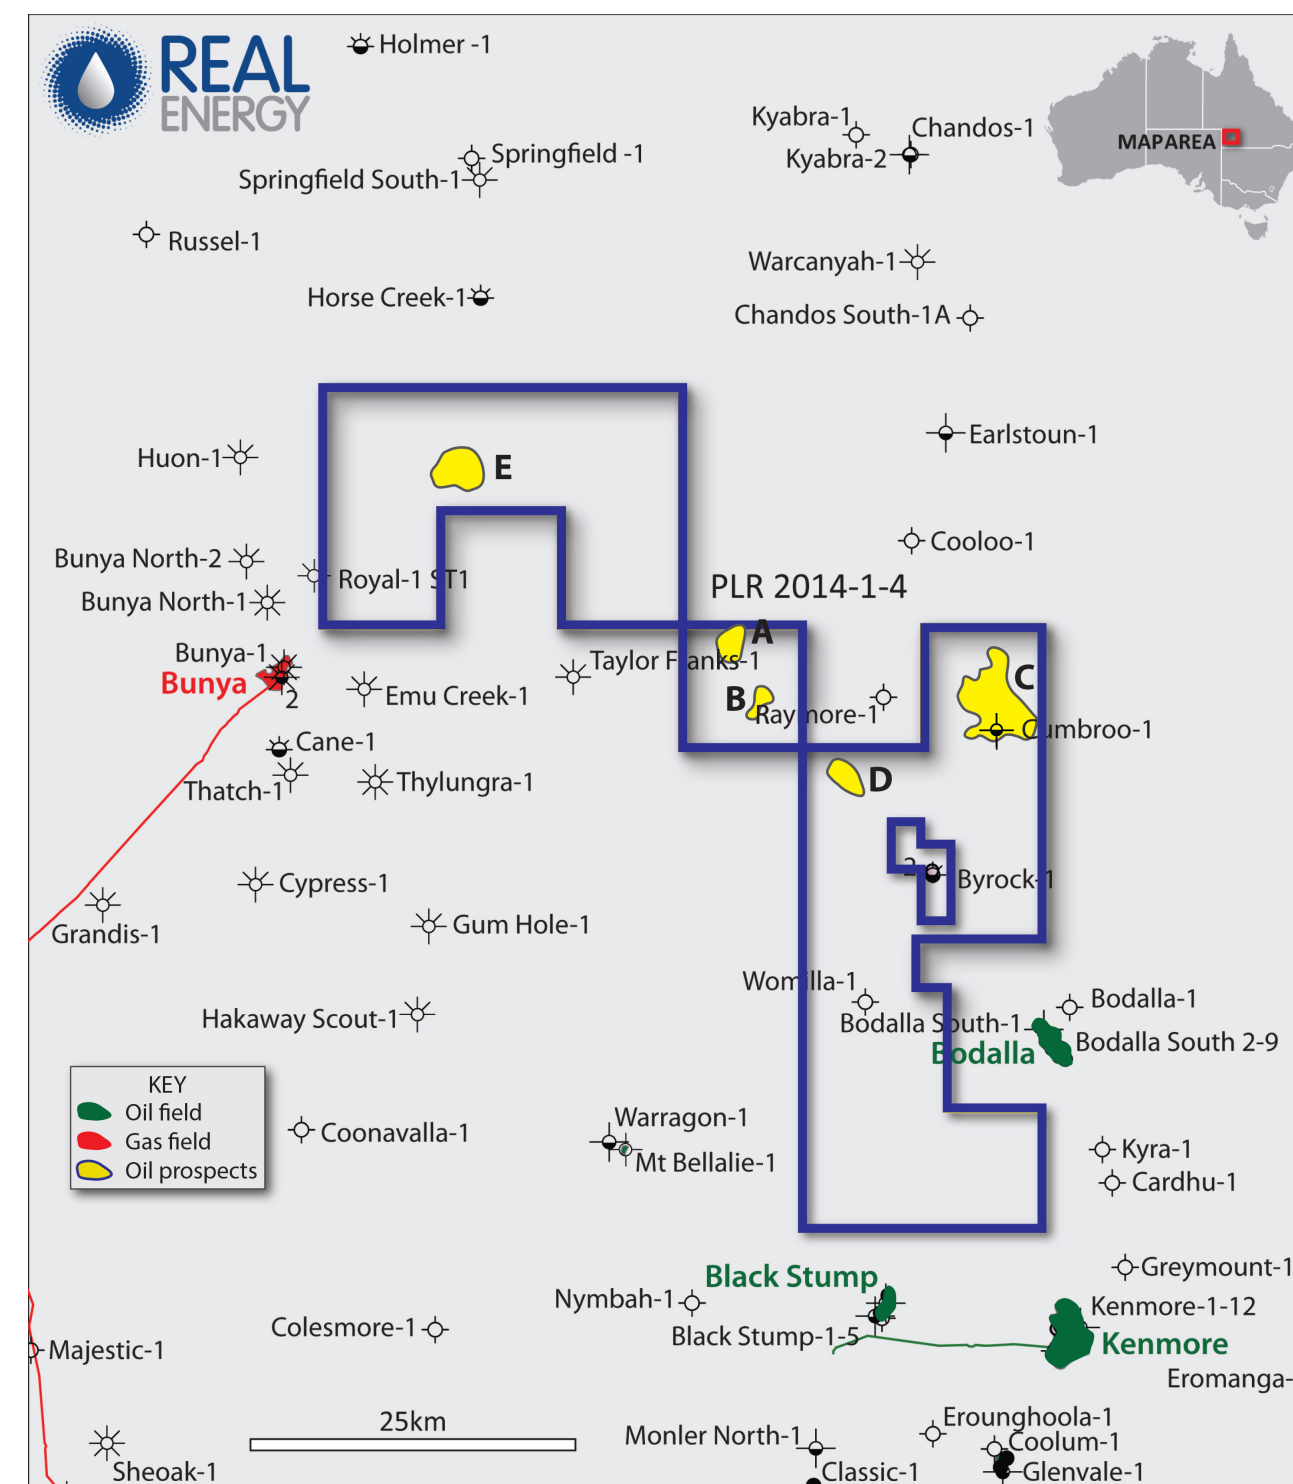 REAL
ENERGY
Holmer -1
Kyabra-1
Chandos-1
Kyabra-2
MAPAREA
Springfield -1
Springfield South-1
Russel-1
Warcanyah-1
Horse Creek-1
Chandos South-1A
Earlstoun-1
Huon-1
E
Cooloo-1
Bunya North-2
Royal-1 ST1
PLR 2014-1-4
Bunya North-1
A
Bunya-1
Taylor Franks-1
Bunya
C
2
Emu Creek-1
B
Raymore-1
Cumbroo-1
Cane-1
Thatch-1
Thylungra-1
D
Cypress-1
2
Byrock-1
Grandis-1
Gum Hole-1
Womilla-1
Bodalla-1
Hakaway Scout-1
Bodalla South-1
Bodalla South 2-9
Bodalla
KEY
Oil field
Gas field
Oil prospects
Warragon-1
Coonavalla-1
Kyra-1
Mt Bellalie-1
Cardhu-1
Greymount-1
Black Stump
Nymbah-1
Kenmore-1-12
Colesmore-1
Black Stump-1-5
Kenmore
Majestic-1
Eromanga-
25km
Erounghoola-1
Monler North-1
Coolum-1
Sheoak-1
Classic-1
Glenvale-1